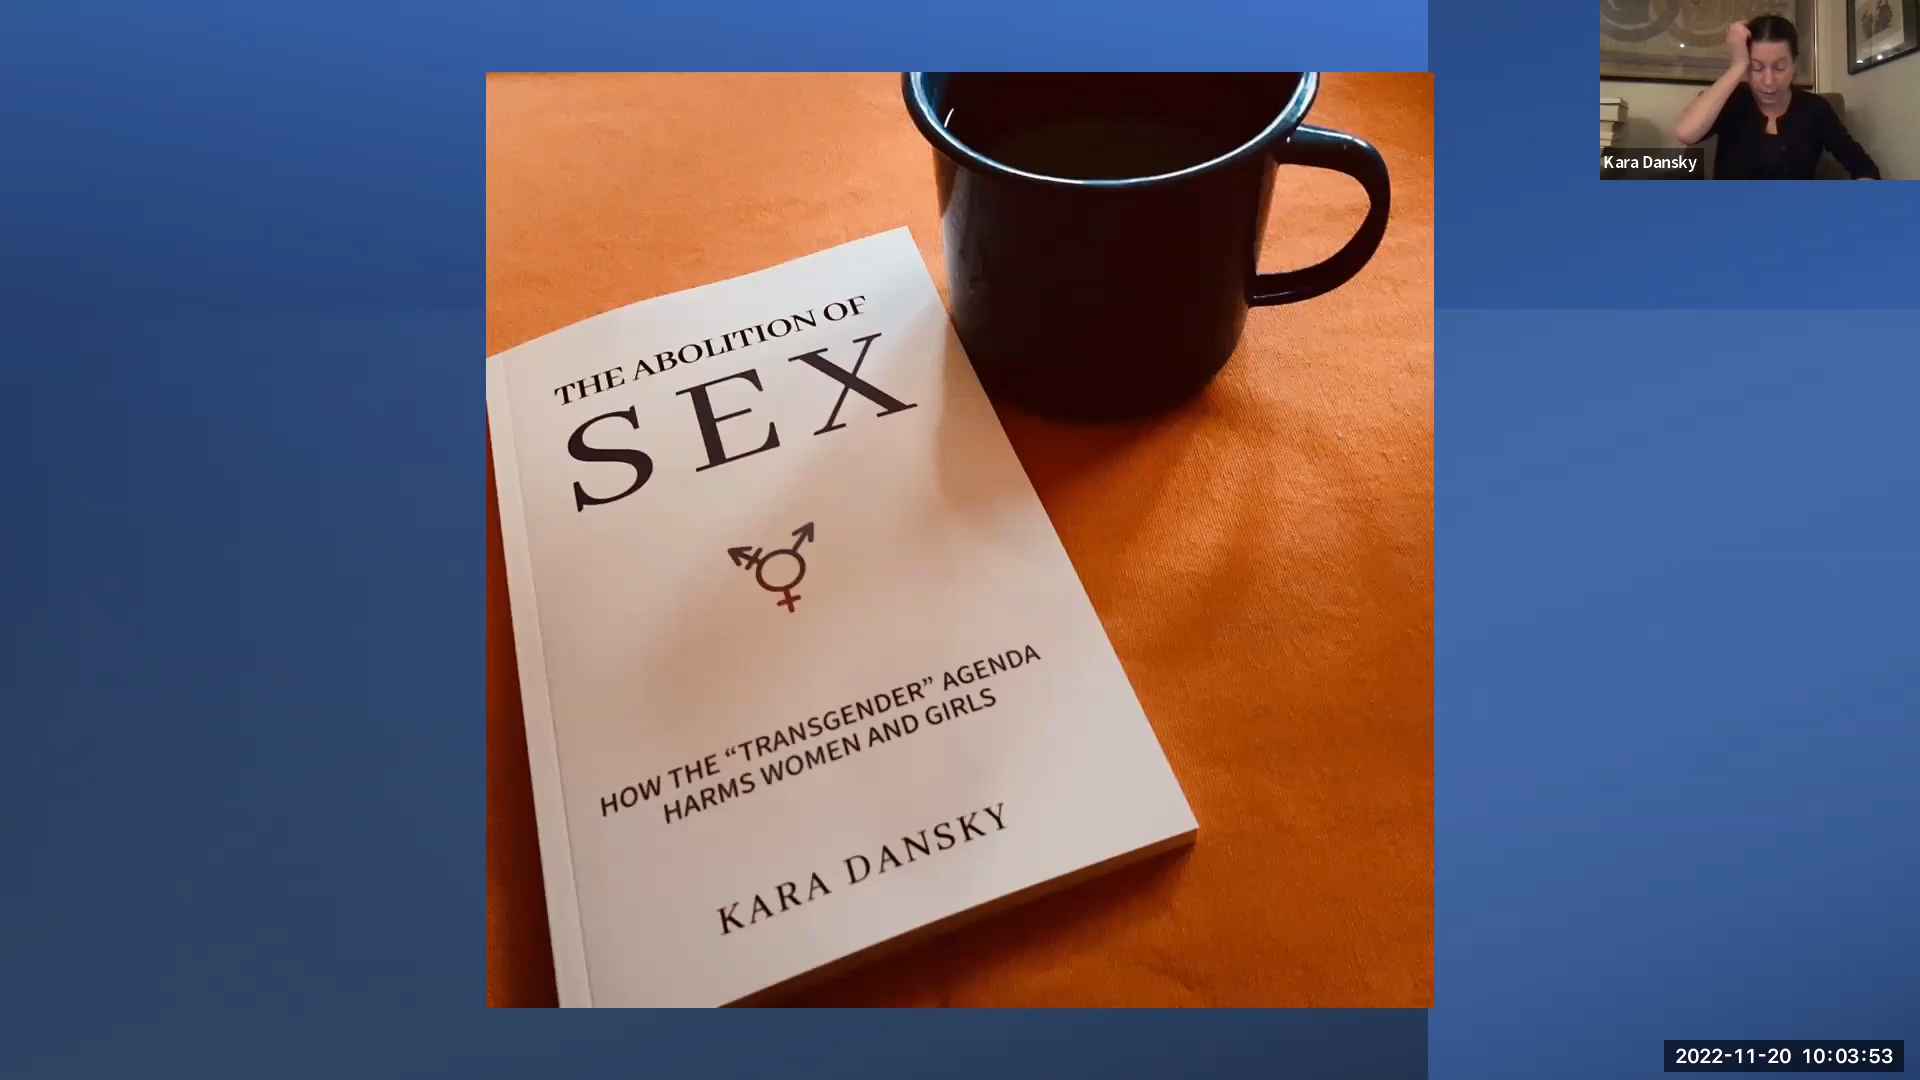 THE ABOLITION OF
SEX
HOW THE “TRANSGENDER” AGENDA
HARMS WOMEN AND GIRLS
KARA DANSKY
Kara Dansky
2022-11-20 10:03:53